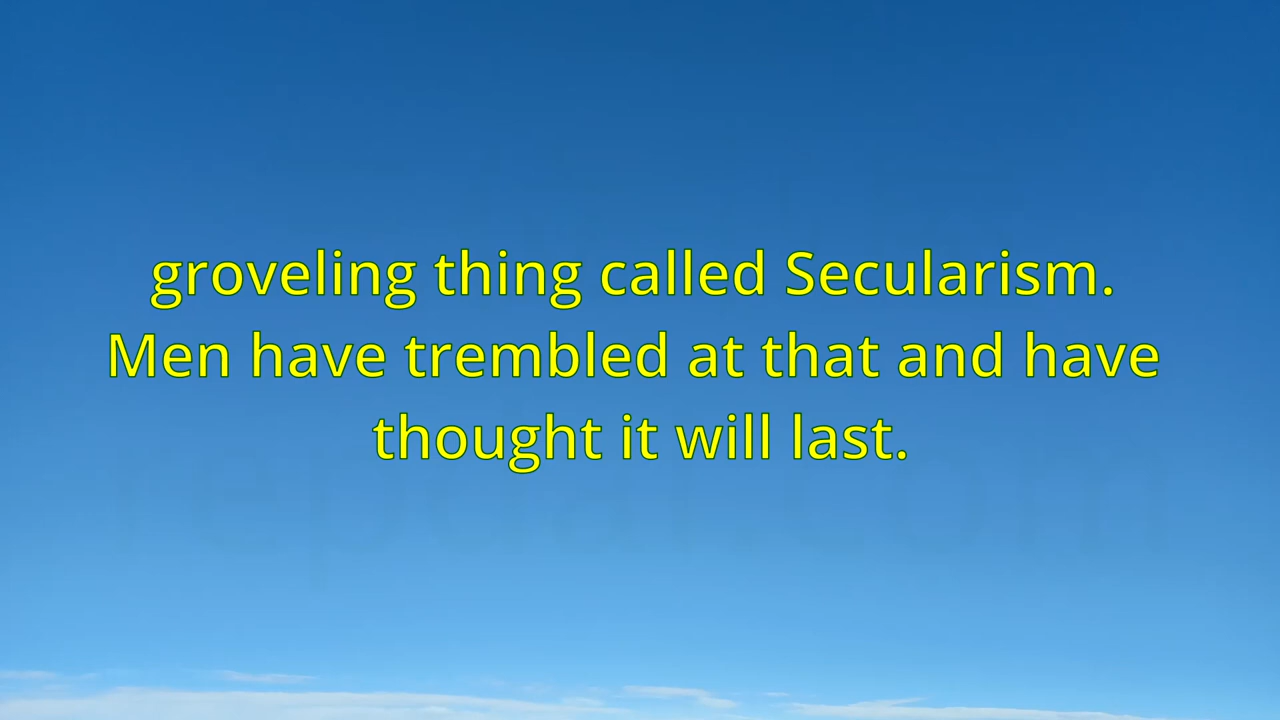 groveling thing called Secularism.
Men have trembled at that and have
thought it will last.